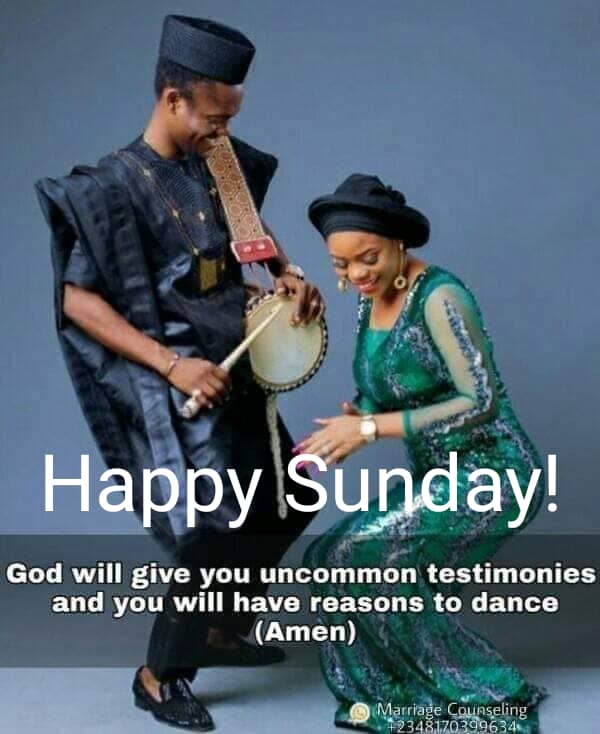 Happy Sunday!
God will give you uncommon testimonies
and you will have reasons to dance
(Amen)
Marriage Counseling
+2348170399634